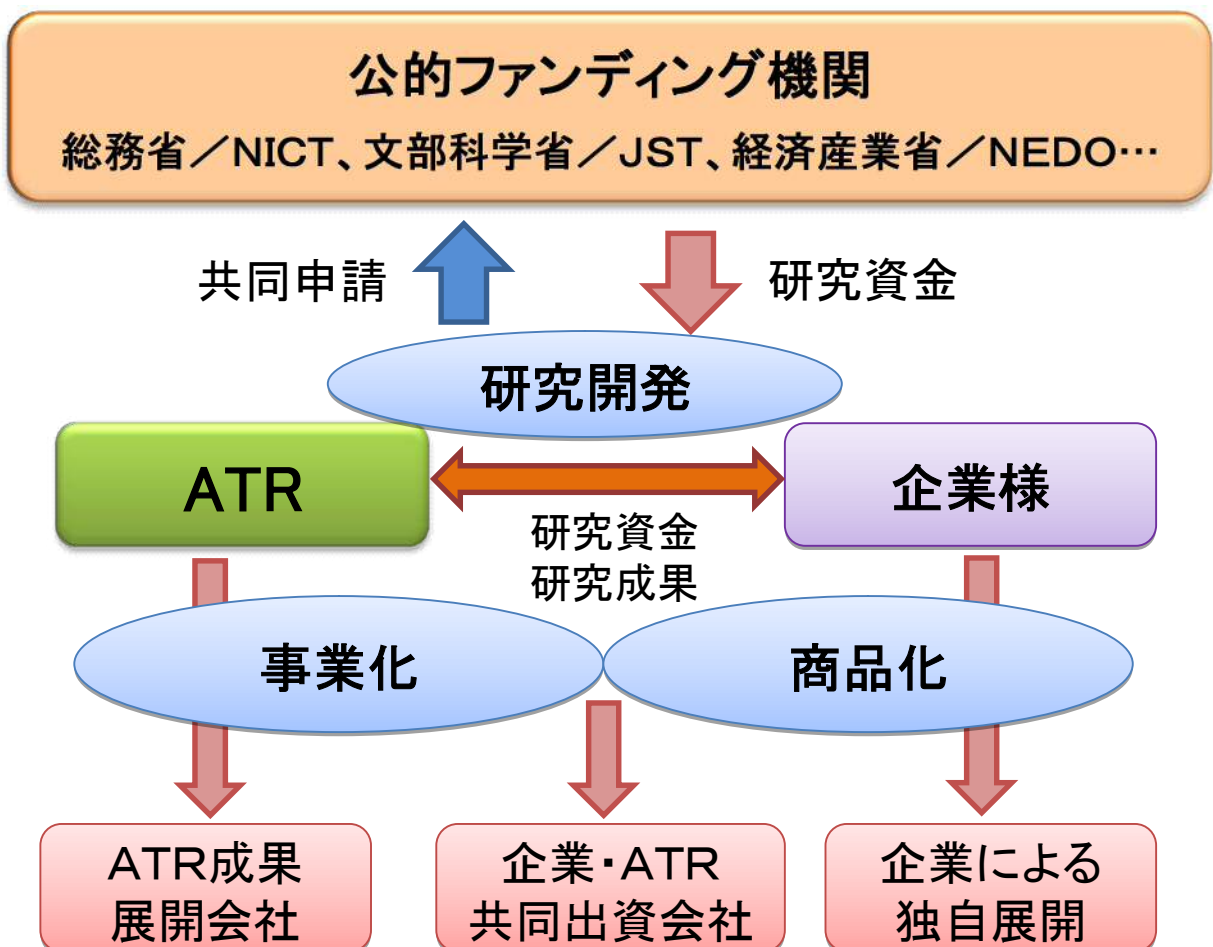 公的ファンディング機関
総務省／NICT、文部科学省／JST、経済産業省／NEDO…
共同申請
研究資金
研究開発
ATR
企業様
研究資金
研究成果
事業化
商品化
ATR成果
展開会社
企業・ATR
共同出資会社
企業による
独自展開